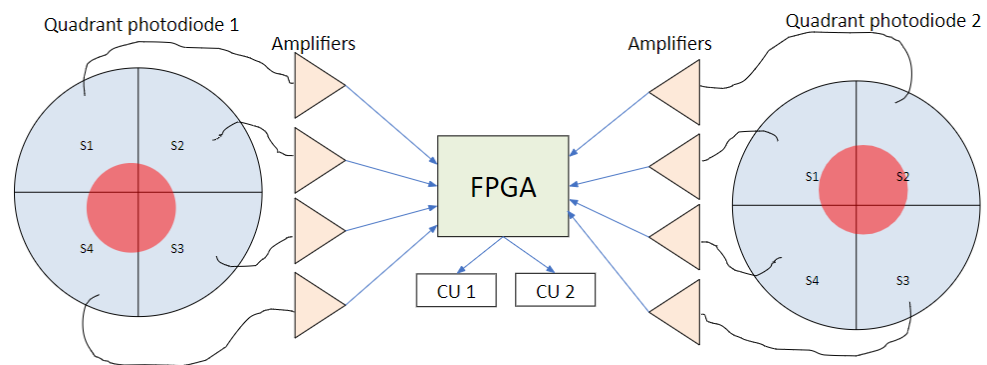 Quadrant photodiode 1
Quadrant photodiode 2
Amplifiers
Amplifiers
S1
S2
S1
S2
FPGA
S4
S3
S4
S3
CU 1
CU 2